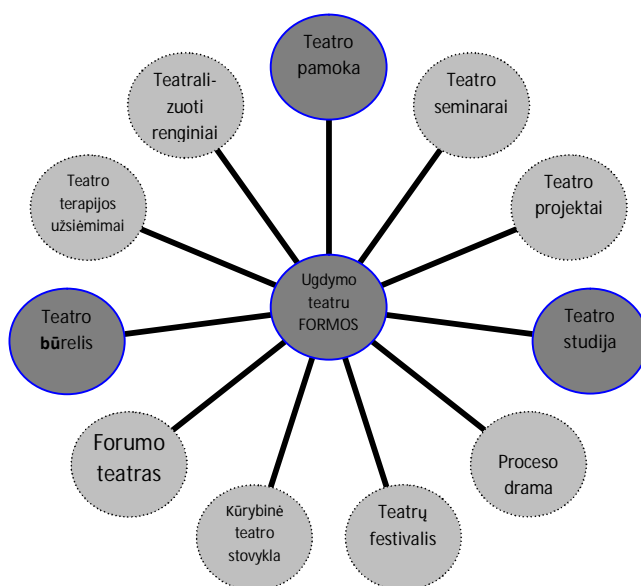 Teatro
pamoka
Teatrali-
zuoti
renginiai
Teatro
seminarai
Teatro
terapijos
užsiėmimai
Teatro
projektai
Ugdymo
teatru
FORMOS
Teatro
būrelis
Teatro
studija
Forumo
teatras
Proceso
drama
Kūrybinė
teatro
stovykla
Teatrų
festivalis